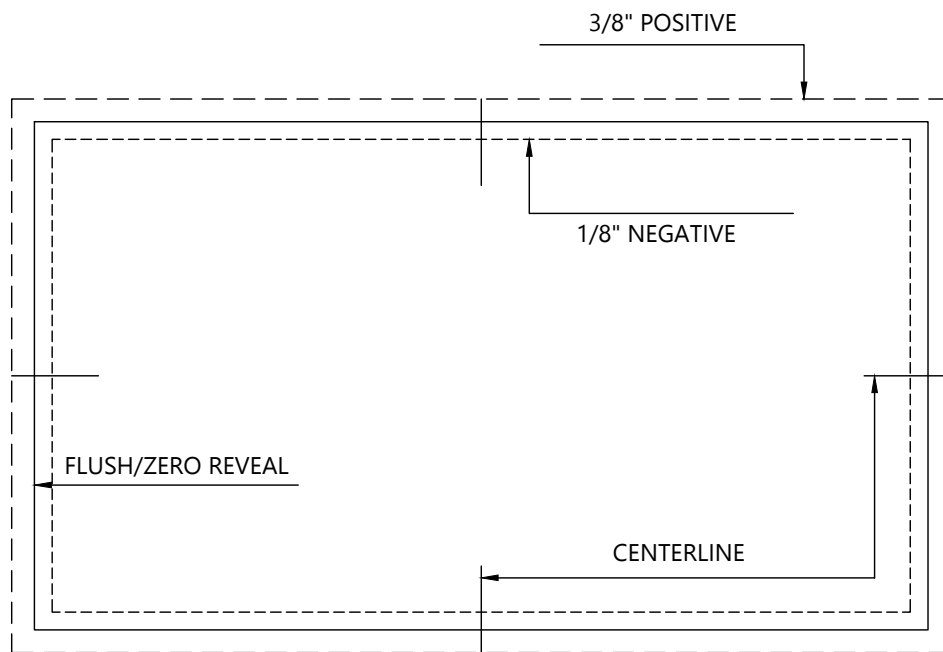 3/8" POSITIVE
1/8" NEGATIVE
FLUSH/ZERO REVEAL
CENTERLINE